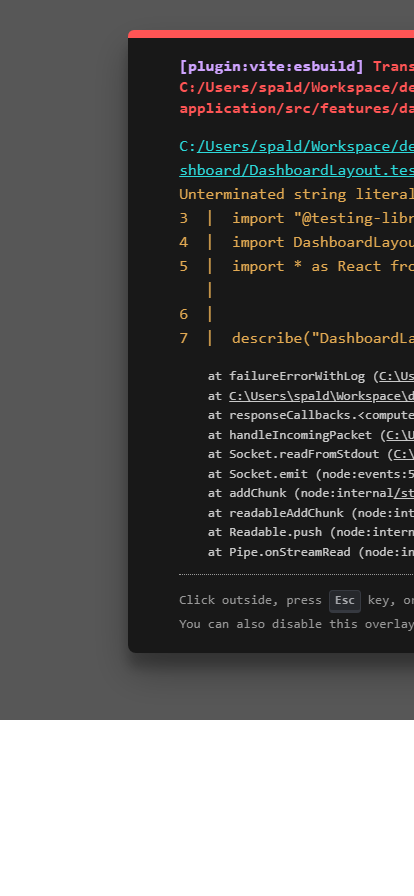 [plugin:vite:esbuild] Trans
C:/Users/spald/Workspace/de
application/src/features/da
C:/Users/spald/Workspace/de
shboard/DashboardLayout.tes
Unterminated string literal
3 | import "@testing-libr
4 | import DashboardLayou
5 | import * as React fro
|
6 |
7 | describe("DashboardLa
at failureErrorWithLog (C:\Us
at C:\Users\spald\Workspace\d
at responseCallbacks.<compute
at handleIncomingPacket (C:\U
at Socket.readFromStdout (C:\
at Socket.emit (node:events:5
at addChunk (node:internal/st
at readableAddChunk (node:int
at Readable.push (node:intern
at Pipe.onStreamRead (node:in
Click outside, press Esc key, or
You can also disable this overlay